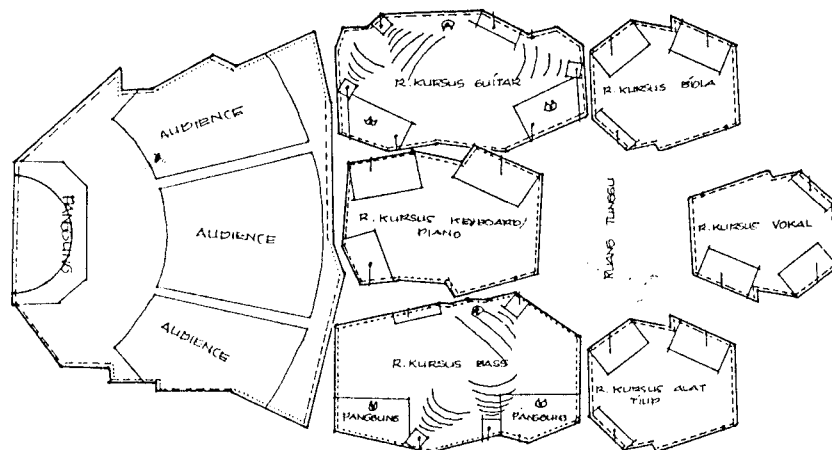 PANGGUNG
AUDIENCE
AUDIENCE
AUDIENCE
R. KURSUS GUITAR
R. KURSUS KEYBOARD/
PIANO
R. KURSUS BASS
PANGGUNG
PANGGUNG
R. KURSUS BIOLA
RUANG TUNGGU
R. KURSUS VOKAL
R. KURSUS ALAT
TIUP